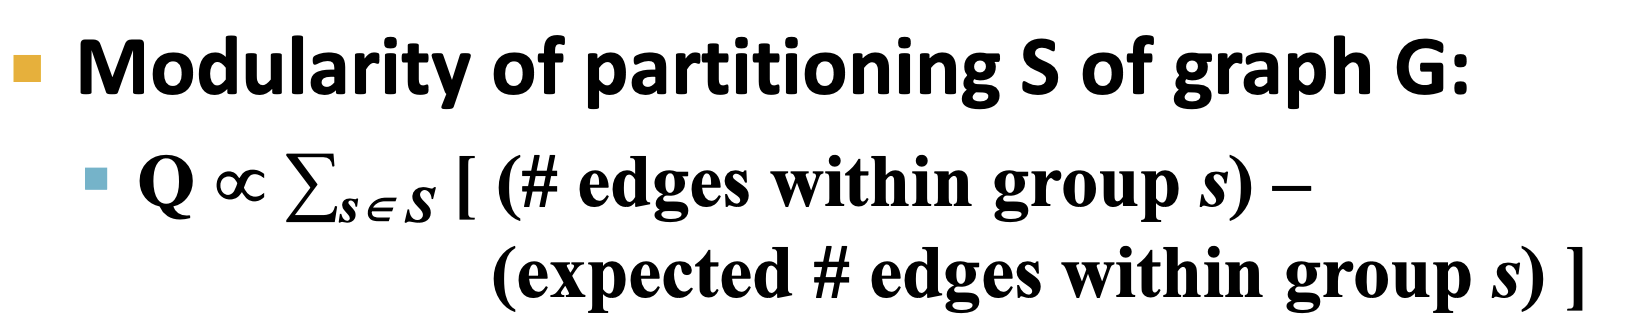 ▪ Modularity of partitioning S of graph G:
▪ Q ∝ ∑s∈S [ (# edges within group s) –
(expected # edges within group s) ]